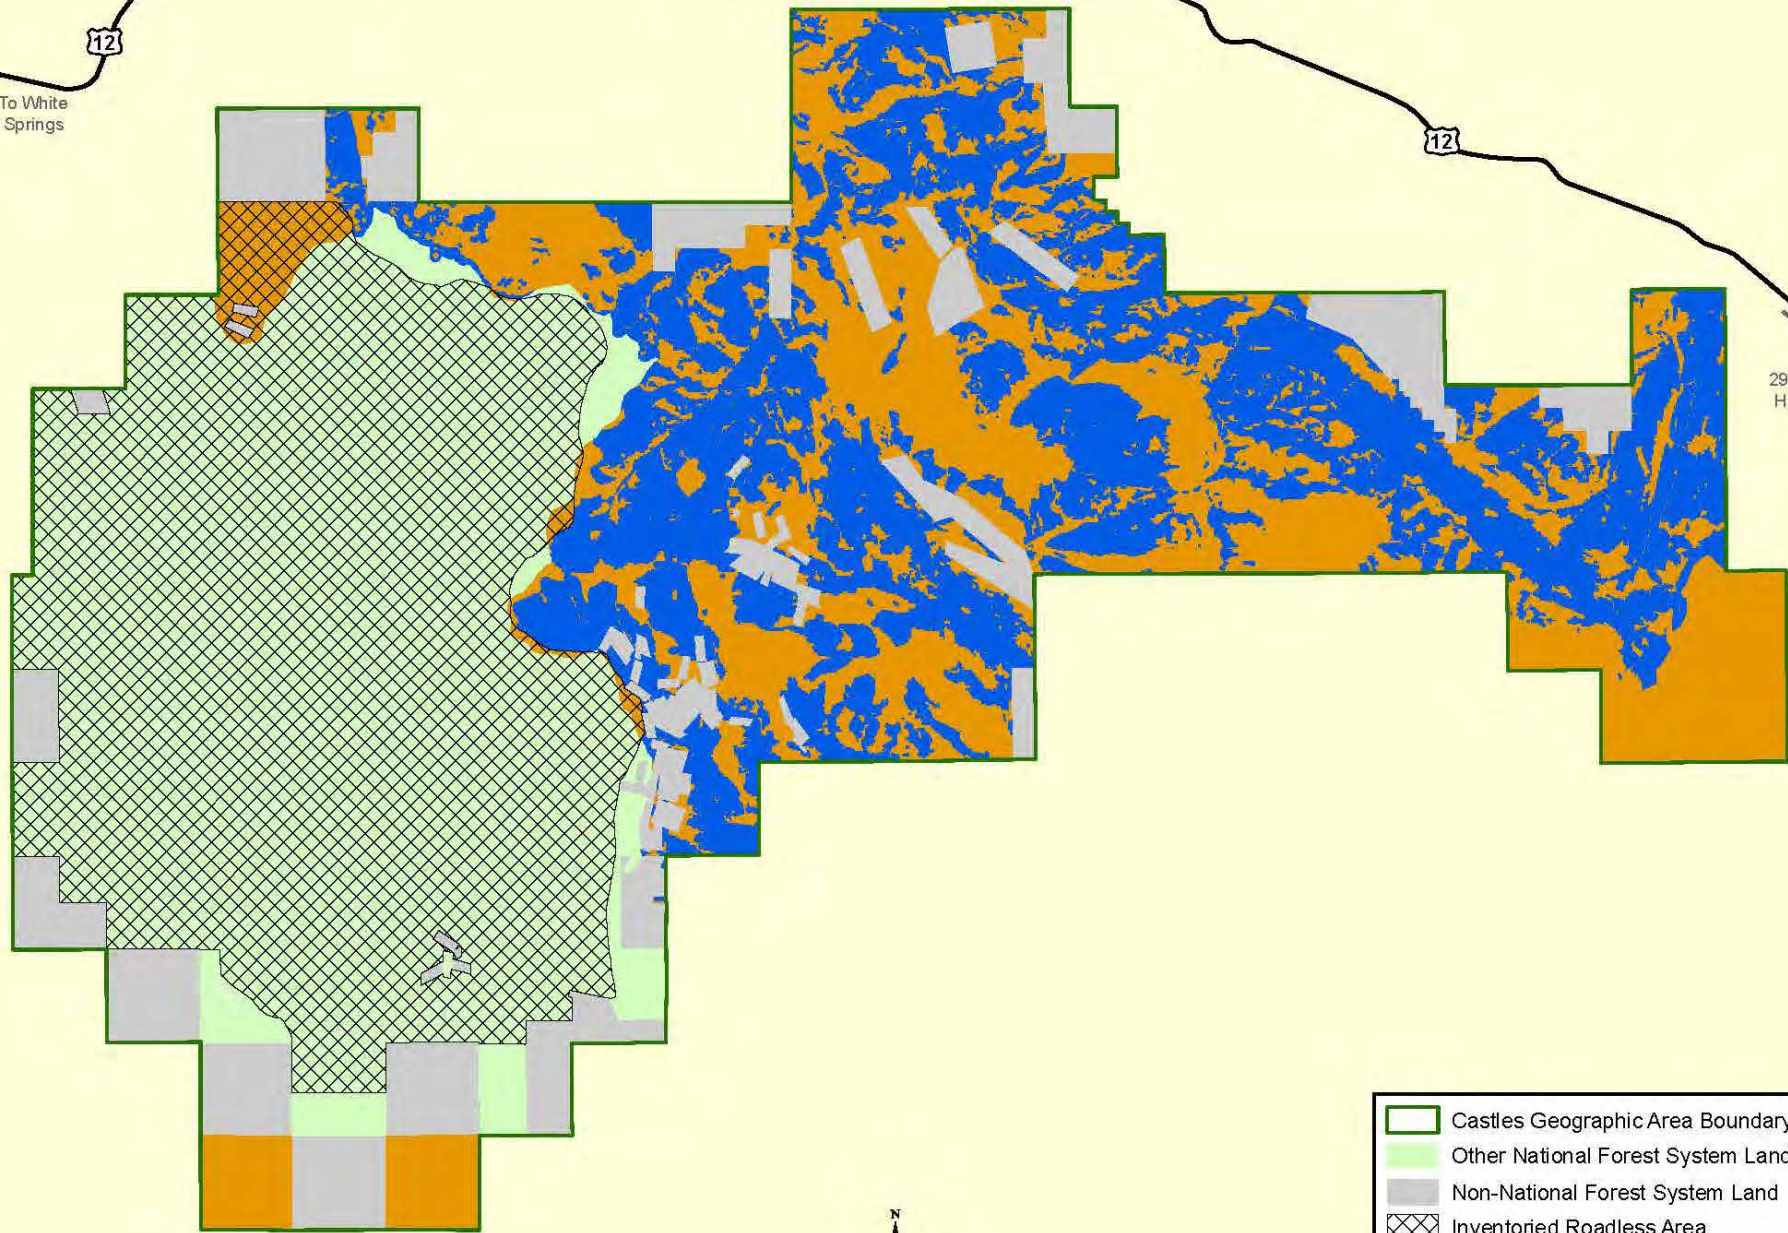 12
To White
Springs
12
29
H
N
Castles Geographic Area Boundary
Other National Forest System Land
Non-National Forest System Land
Inventoried Roadless Area